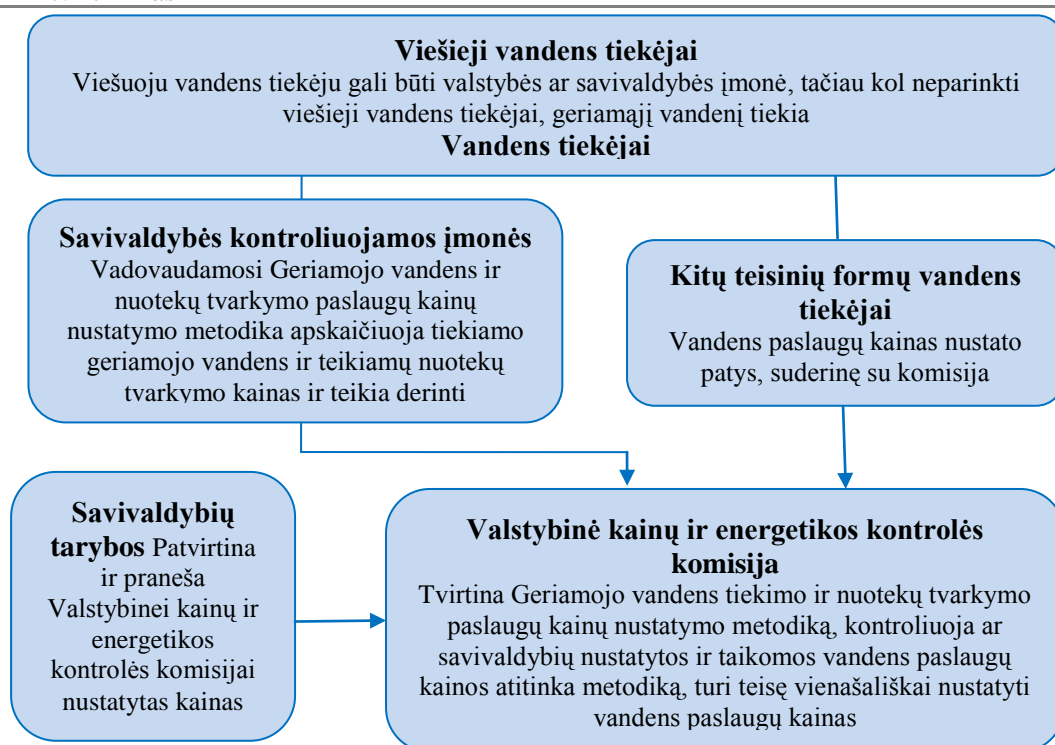 Viešieji vandens tiekėjai
Viešuoju vandens tiekėju gali būti valstybės ar savivaldybės įmonė, tačiau kol neparinkti
viešieji vandens tiekėjai, geriamąjį vandenį tiekia
Vandens tiekėjai
Savivaldybės kontroliuojamos įmonės
Vadovaudamosi Geriamojo vandens ir
nuotekų tvarkymo paslaugų kainų
nustatymo metodika apskaičiuoja tiekiamo
geriamojo vandens ir teikiamų nuotekų
tvarkymo kainas ir teikia derinti
Kitų teisinių formų vandens
tiekėjai
Vandens paslaugų kainas nustato
patys, suderinę su komisija
Savivaldybių
tarybos Patvirtina
ir praneša
Valstybinei kainų ir
energetikos
kontrolės komisijai
nustatytas kainas
Valstybinė kainų ir energetikos kontrolės
komisija
Tvirtina Geriamojo vandens tiekimo ir nuotekų tvarkymo
paslaugų kainų nustatymo metodiką, kontroliuoja ar
savivaldybių nustatytos ir taikomos vandens paslaugų
kainos atitinka metodiką, turi teisę vienašališkai nustatyti
vandens paslaugų kainas